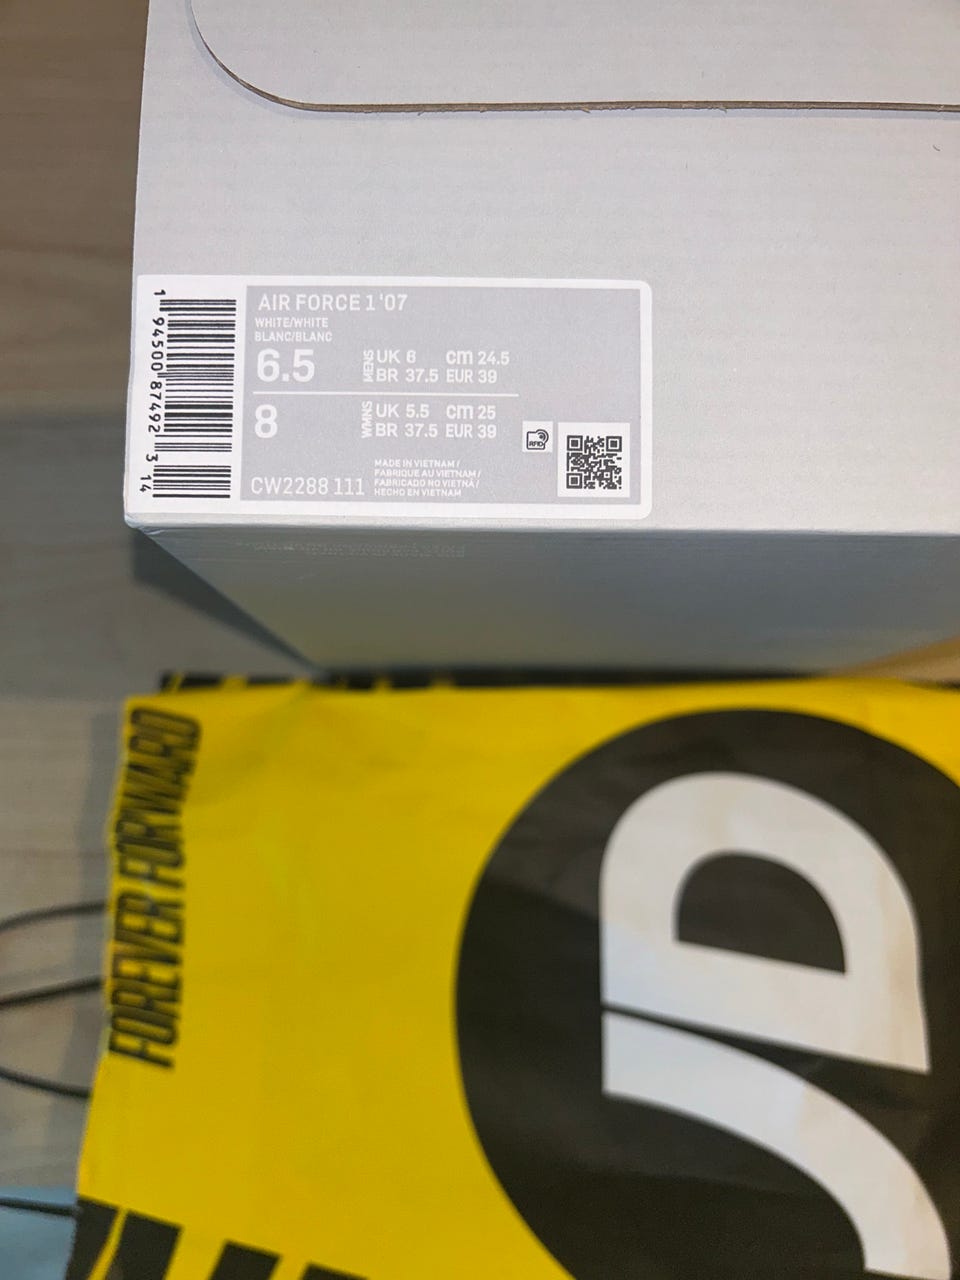 AIR FORCE 1 '07
WHITE/WHITE
BLANC/BLANC
6.5 MENS UK 6 cm 24.5
BR 37.5 EUR 39
8 WMNS UK 5.5 cm 25
BR 37.5 EUR 39
RFID
MADE IN VIETNAM /
FABRIQUE AU VIETNAM /
FABRICADO NO VIETNÃ /
HECHO EN VIETNAM
CW2288 111
1 94500 87492 3 14
FOREVER FORWARD
JD